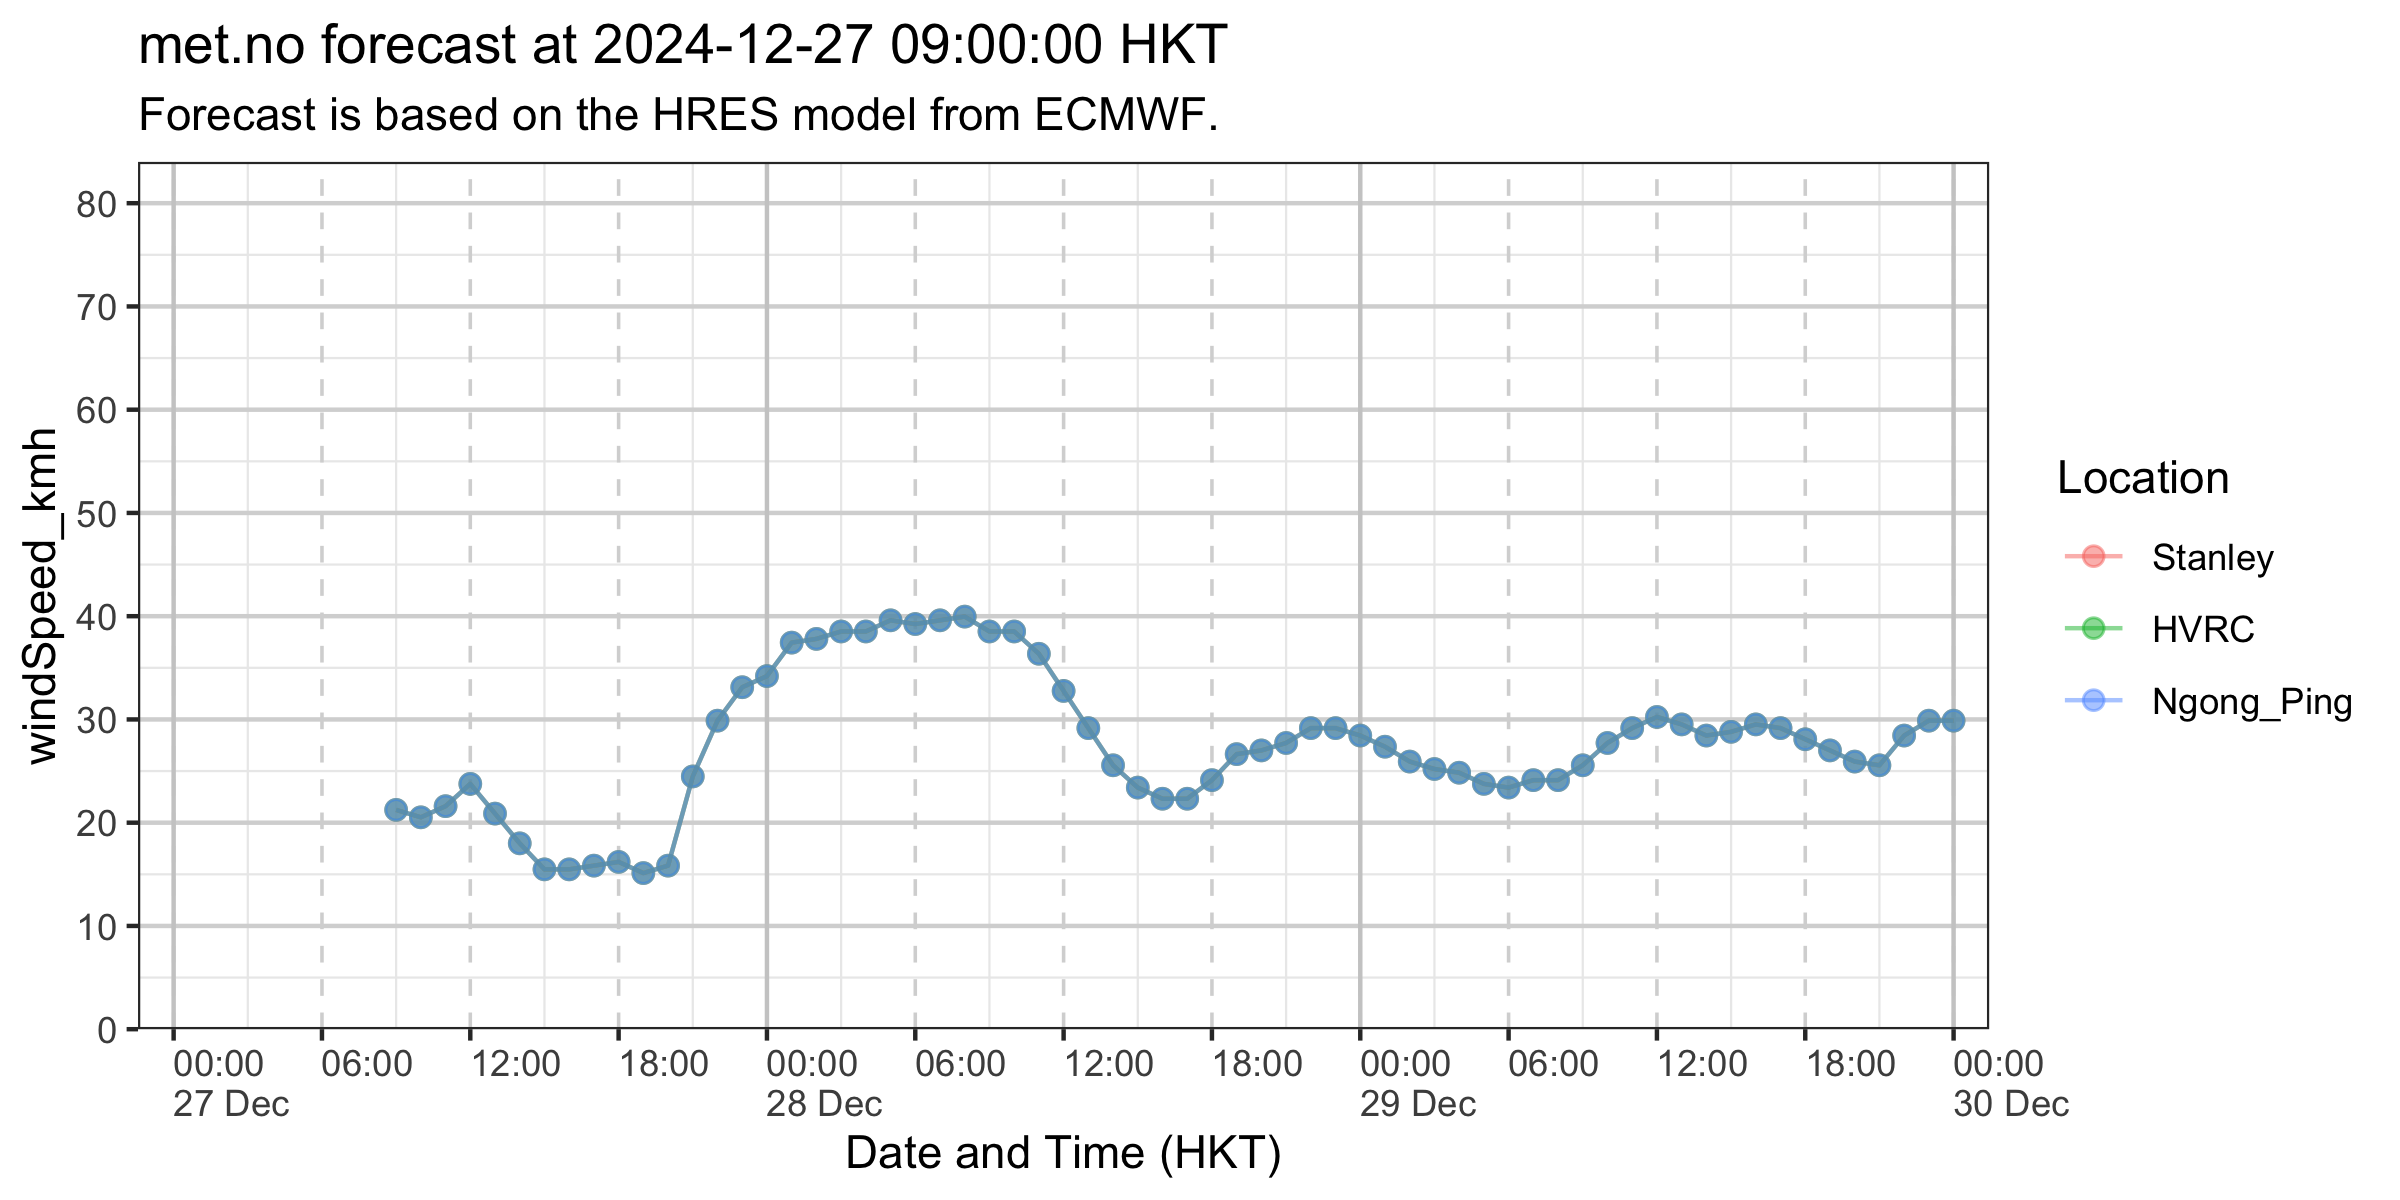 met.no forecast at 2024-12-27 09:00:00 HKT
Forecast is based on the HRES model from ECMWF.
windSpeed_kmh
80
70
60
50
40
30
20
10
0
00:00 06:00 12:00 18:00 00:00 06:00 12:00 18:00 00:00 06:00 12:00 18:00 00:00
27 Dec 28 Dec 29 Dec 30 Dec
Date and Time (HKT)
Location
Stanley
HVRC
Ngong_Ping